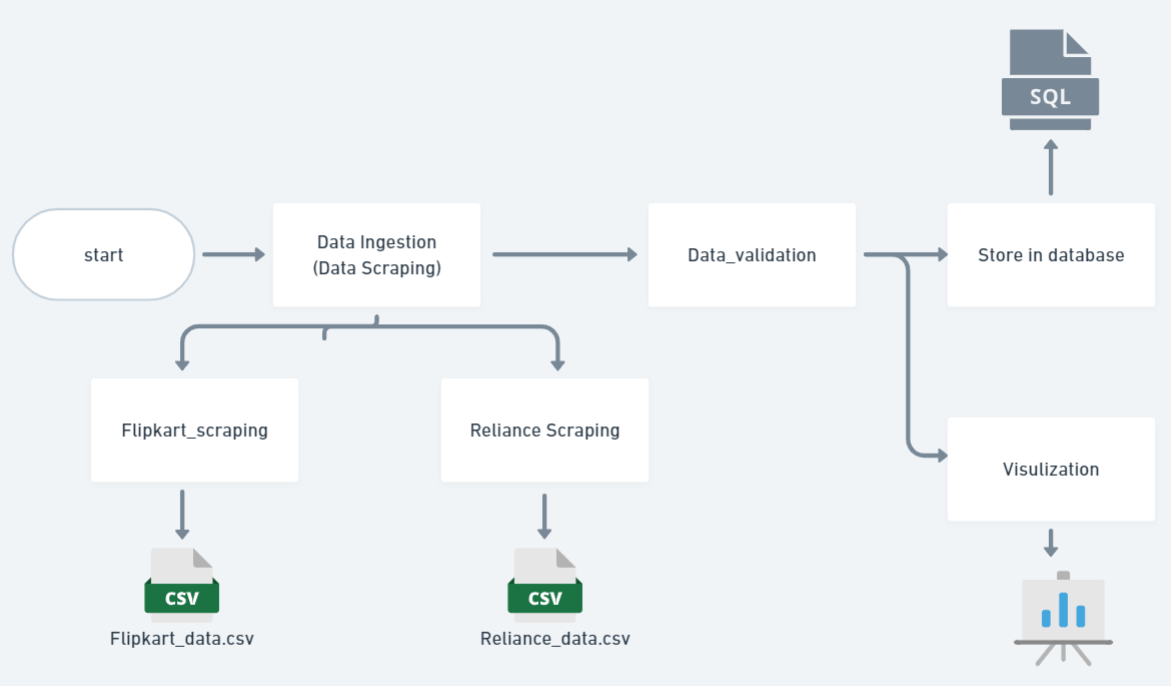 SQL
start
Data Ingestion
(Data Scraping)
Data_validation
Store in database
Flipkart_scraping
Reliance Scraping
Visulization
CSV
CSV
Flipkart_data.csv
Reliance_data.csv